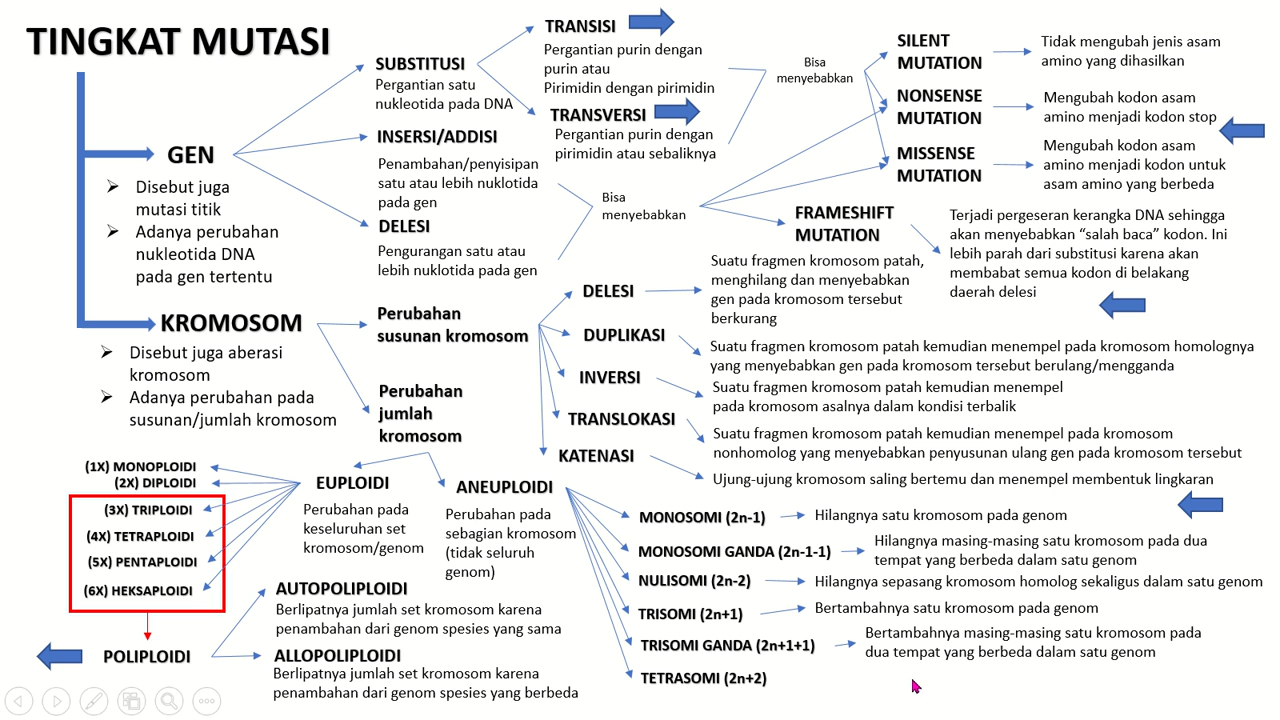 TINGKAT MUTASI
GEN
➢ Disebut juga
mutasi titik
➢ Adanya perubahan
nukleotida DNA
pada gen tertentu
SUBSTITUSI
Pergantian satu
nukleotida pada DNA
INSERSI/ADDISI
Penambahan/penyisipan
satu atau lebih nuklotida
pada gen
DELESI
Pengurangan satu atau
lebih nuklotida pada gen
TRANSISI
Pergantian purin dengan
purin atau
Pirimidin dengan pirimidin
TRANSVERSI
Pergantian purin dengan
pirimidin atau sebaliknya
Bisa
menyebabkan
Bisa
menyebabkan
SILENT
MUTATION
Tidak mengubah jenis asam
amino yang dihasilkan
NONSENSE
MUTATION
Mengubah kodon asam
amino menjadi kodon stop
MISSENSE
MUTATION
Mengubah kodon asam
amino menjadi kodon untuk
asam amino yang berbeda
FRAMESHIFT
MUTATION
Terjadi pergeseran kerangka DNA sehingga
akan menyebabkan “salah baca” kodon. Ini
lebih parah dari substitusi karena akan
membabat semua kodon di belakang
daerah delesi
KROMOSOM
➢ Disebut juga aberasi
kromosom
➢ Adanya perubahan pada
susunan/jumlah kromosom
Perubahan
susunan kromosom
DELESI
Suatu fragmen kromosom patah,
menghilang dan menyebabkan
gen pada kromosom tersebut
berkurang
DUPLIKASI
Suatu fragmen kromosom patah kemudian menempel pada kromosom homolognya
yang menyebabkan gen pada kromosom tersebut berulang/mengganda
INVERSI
Suatu fragmen kromosom patah kemudian menempel
pada kromosom asalnya dalam kondisi terbalik
TRANSLOKASI
Suatu fragmen kromosom patah kemudian menempel pada kromosom
nonhomolog yang menyebabkan penyusunan ulang gen pada kromosom tersebut
KATENASI
Ujung-ujung kromosom saling bertemu dan menempel membentuk lingkaran
Perubahan
jumlah
kromosom
EUPLOIDI
Perubahan pada
keseluruhan set
kromosom/genom
(1X) MONOPLOIDI
(2X) DIPLOIDI
(3X) TRIPLOIDI
(4X) TETRAPLOIDI
(5X) PENTAPLOIDI
(6X) HEKSAPLOIDI
POLIPLOIDI
AUTOPOLIPLOIDI
Berlipatnya jumlah set kromosom karena
penambahan dari genom spesies yang sama
ALLOPOLIPLOIDI
Berlipatnya jumlah set kromosom karena
penambahan dari genom spesies yang berbeda
ANEUPLOIDI
Perubahan pada
sebagian kromosom
(tidak seluruh
genom)
MONOSOMI (2n-1)
Hilangnya satu kromosom pada genom
MONOSOMI GANDA (2n-1-1)
Hilangnya masing-masing satu kromosom pada dua
tempat yang berbeda dalam satu genom
NULISOMI (2n-2)
Hilangnya sepasang kromosom homolog sekaligus dalam satu genom
TRISOMI (2n+1)
Bertambahnya satu kromosom pada genom
TRISOMI GANDA (2n+1+1)
Bertambahnya masing-masing satu kromosom pada
dua tempat yang berbeda dalam satu genom
TETRASOMI (2n+2)